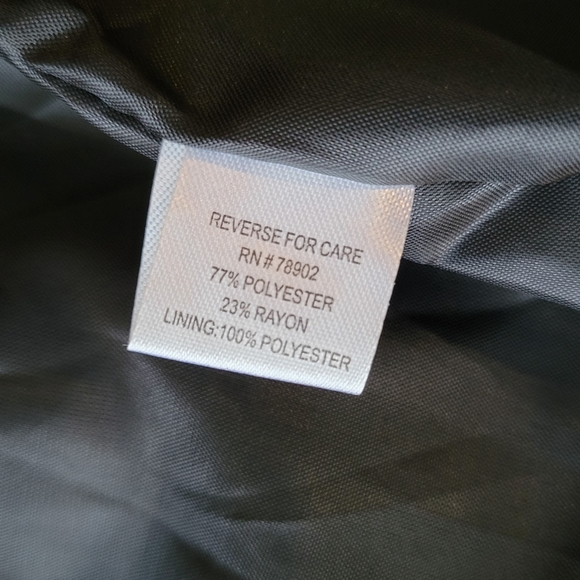 REVERSE FOR CARE
RN # 78902
77% POLYESTER
23% RAYON
LINING:100% POLYESTER